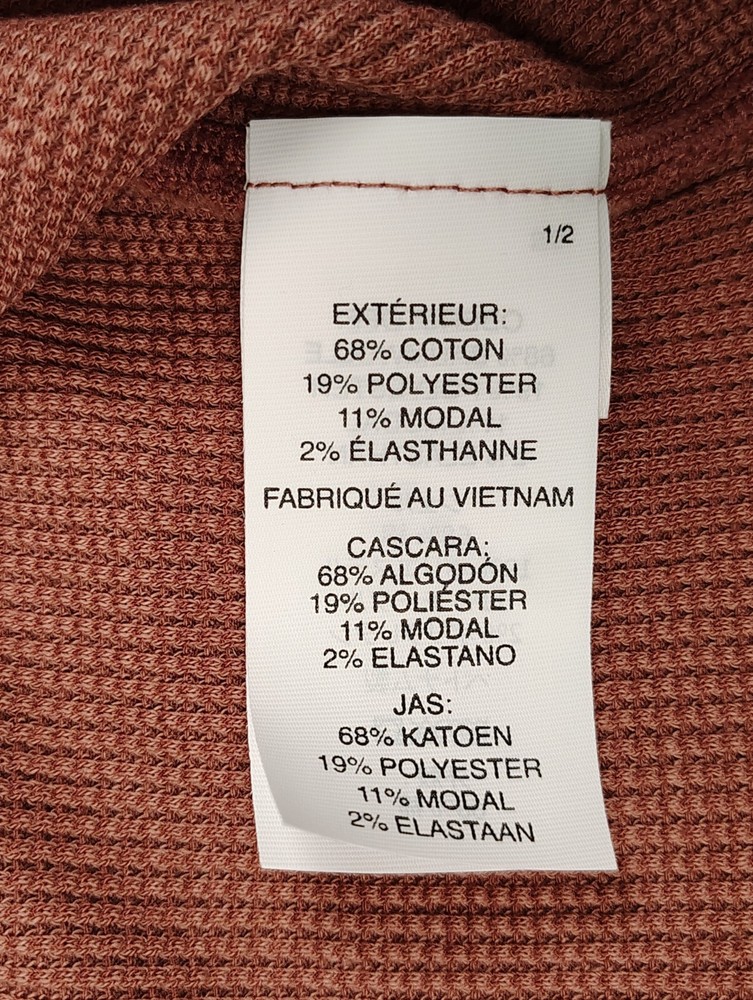 1/2
EXTÉRIEUR:
68% COTON
19% POLYESTER
11% MODAL
2% ÉLASTHANNE
FABRIQUÉ AU VIETNAM
CASCARA:
68% ALGODÓN
19% POLIÉSTER
11% MODAL
2% ELASTANO
JAS:
68% KATOEN
19% POLYESTER
11% MODAL
2% ELASTAAN